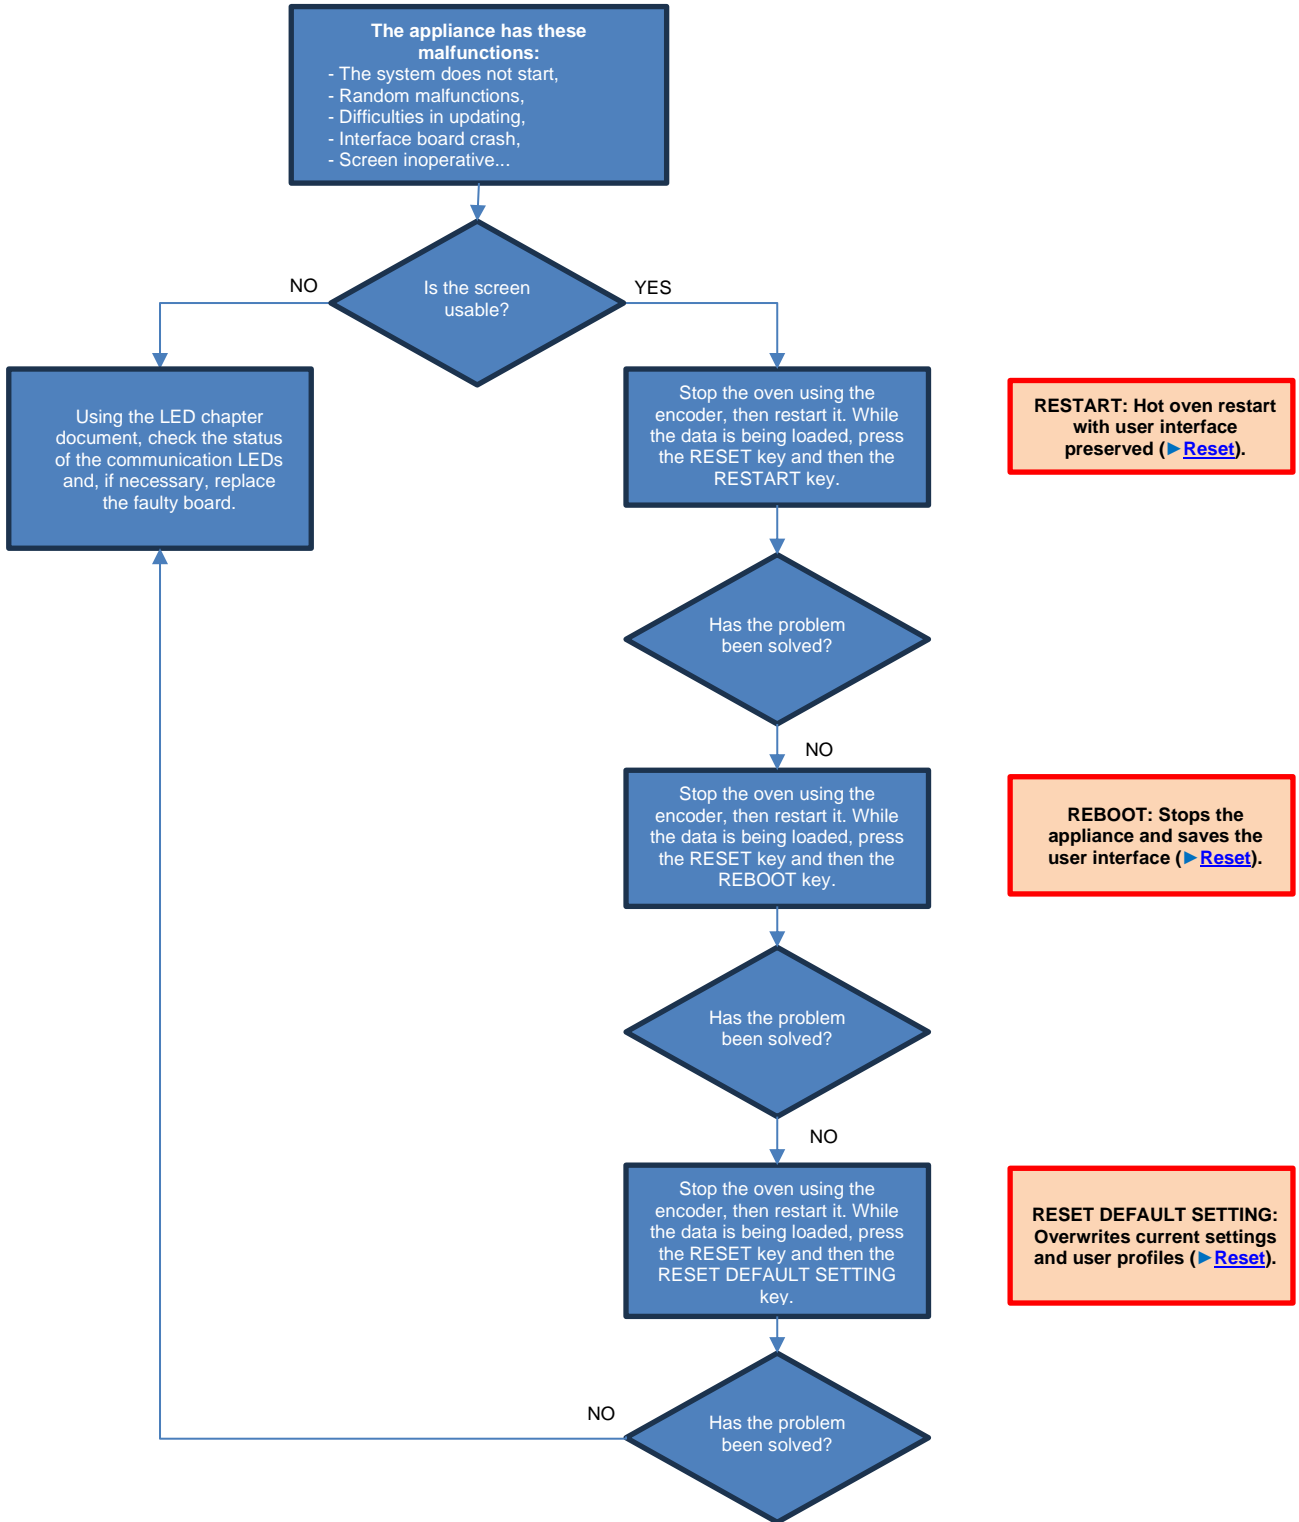 The appliance has these
malfunctions:
- The system does not start,
- Random malfunctions,
- Difficulties in updating,
- Interface board crash,
- Screen inoperative...
Is the screen
usable?
NO
YES
Using the LED chapter
document, check the status
of the communication LEDs
and, if necessary, replace
the faulty board.
Stop the oven using the
encoder, then restart it. While
the data is being loaded, press
the RESET key and then the
RESTART key.
RESTART: Hot oven restart
with user interface
preserved (►Reset).
Has the problem
been solved?
NO
Stop the oven using the
encoder, then restart it. While
the data is being loaded, press
the RESET key and then the
REBOOT key.
REBOOT: Stops the
appliance and saves the
user interface (►Reset).
Has the problem
been solved?
NO
Stop the oven using the
encoder, then restart it. While
the data is being loaded, press
the RESET key and then the
RESET DEFAULT SETTING
key.
RESET DEFAULT SETTING:
Overwrites current settings
and user profiles (►Reset).
NO
Has the problem
been solved?